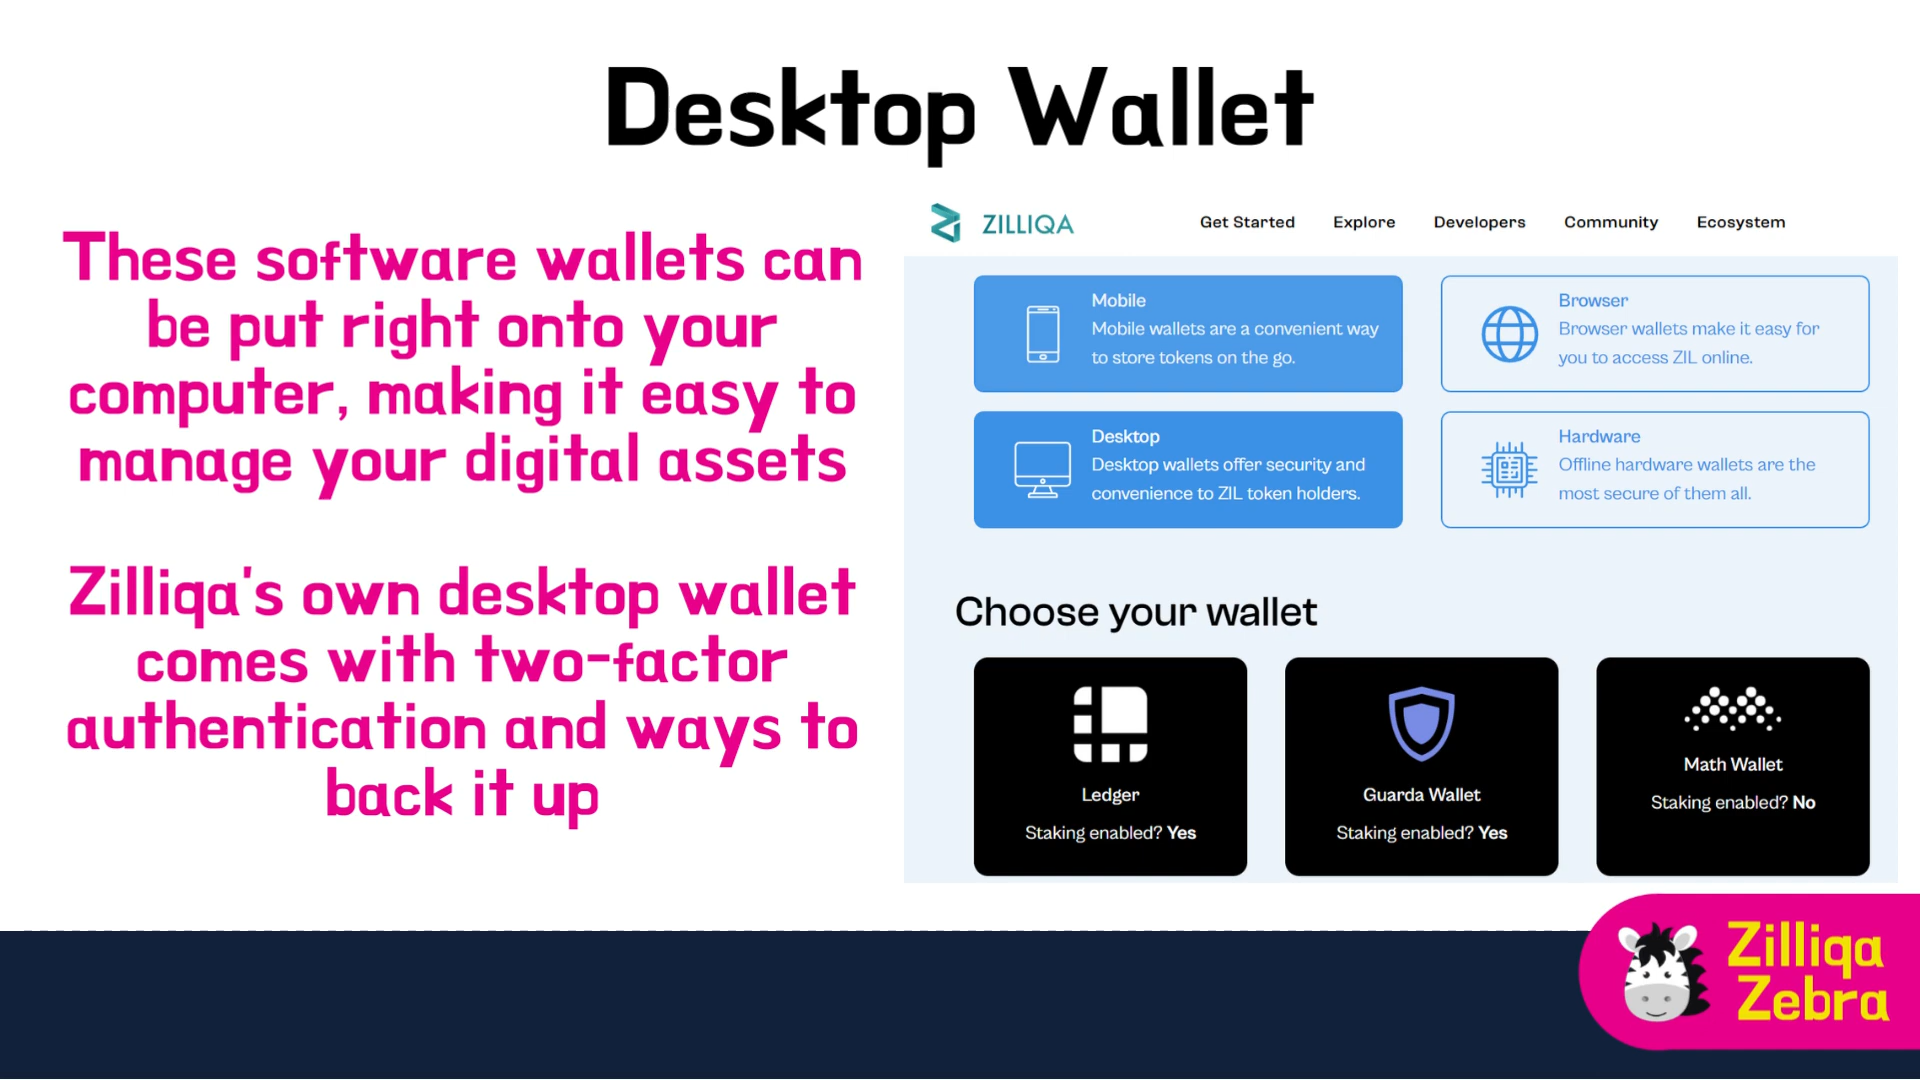 Desktop Wallet
These software wallets can
be put right onto your
computer, making it easy to
manage your digital assets
Zilliqa's own desktop wallet
comes with two-factor
authentication and ways to
back it up
ZILLIQA
Get Started Explore Developers Community Ecosystem
Mobile
Mobile wallets are a convenient way
to store tokens on the go.
Browser
Browser wallets make it easy for
you to access ZIL online.
Desktop
Desktop wallets offer security and
convenience to ZIL token holders.
Hardware
Offline hardware wallets are the
most secure of them all.
Choose your wallet
Ledger
Staking enabled? Yes
Guarda Wallet
Staking enabled? Yes
Math Wallet
Staking enabled? No
Zilliqa
Zebra